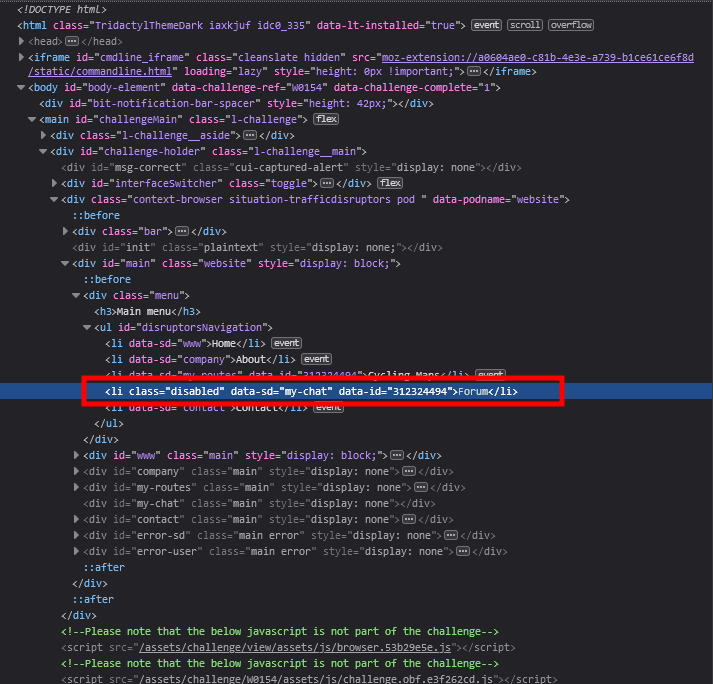 <!DOCTYPE html>
<html class="TridactylThemeDark iaxkjuf idc0_335" data-lt-installed="true"> event scroll overflow
<head> ··· </head>
<iframe id="cmdline_iframe" class="cleanslate hidden" src="moz-extension://a0604ae0-c81b-4e3e-a739-b1ce61ce6f8d
/static/commandline.html" loading="lazy" style="height: 0px !important;"> ··· </iframe>
<body id="body-element" data-challenge-ref="W0154" data-challenge-complete="1">
<div id="bit-notification-bar-spacer" style="height: 42px;"></div>
<main id="challengeMain" class="l-challenge"> flex
<div class="l-challenge__aside"> ··· </div>
<div id="challenge-holder" class="l-challenge__main">
<div id="msg-correct" class="cui-captured-alert" style="display: none"></div>
<div id="interfaceSwitcher" class="toggle"> ··· </div> flex
<div class="context-browser situation-trafficdisruptors pod " data-podname="website">
::before
<div class="bar"> ··· </div>
<div id="init" class="plaintext" style="display: none;"></div>
<div id="main" class="website" style="display: block;">
::before
<div class="menu">
<h3>Main menu</h3>
<ul id="disruptorsNavigation">
<li data-sd="www">Home</li> event
<li data-sd="company">About</li> event
<li data-sd="my-routes" data-id="312324494">Cycling Maps</li> event
<li class="disabled" data-sd="my-chat" data-id="312324494">Forum</li>
<li data-sd="contact">Contact</li> event
</ul>
</div>
<div id="www" class="main" style="display: block;"> ··· </div>
<div id="company" class="main" style="display: none"> ··· </div>
<div id="my-routes" class="main" style="display: none"> ··· </div>
<div id="my-chat" class="main" style="display: none"></div>
<div id="contact" class="main" style="display: none"> ··· </div>
<div id="error-sd" class="main error" style="display: none"> ··· </div>
<div id="error-user" class="main error" style="display: none"> ··· </div>
::after
</div>
::after
</div>
<!--Please note that the below javascript is not part of the challenge-->
<script src="/assets/challenge/view/assets/js/browser.53b29e5e.js"></script>
<!--Please note that the below javascript is not part of the challenge-->
<script src="/assets/challenge/W0154/assets/js/challenge.obf.e3f262cd.js"></script>